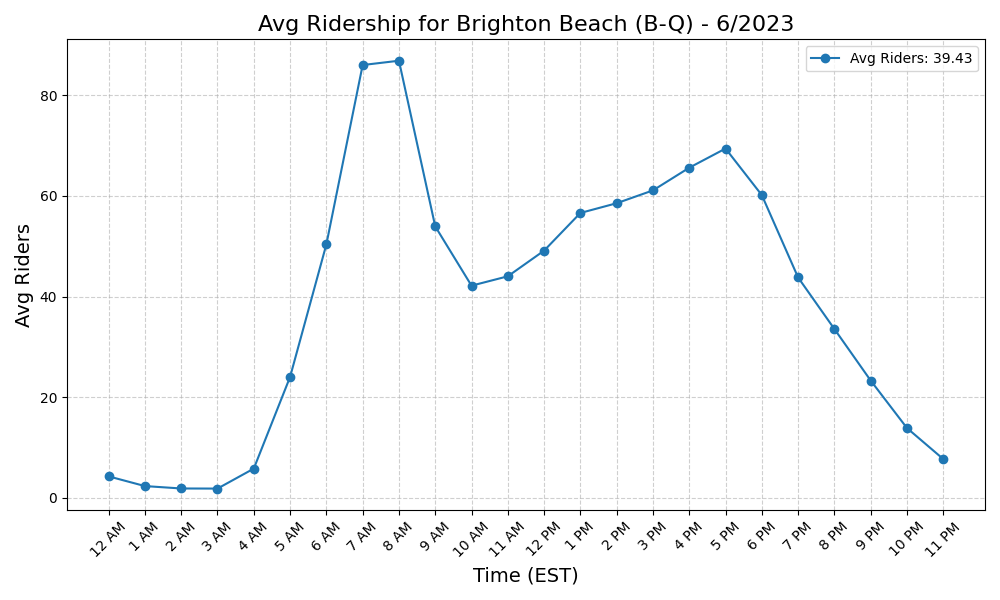 Avg Ridership for Brighton Beach (B-Q) - 6/2023
Avg Riders: 39.43
Avg Riders
80
60
40
20
0
12 AM
1 AM
2 AM
3 AM
4 AM
5 AM
6 AM
7 AM
8 AM
9 AM
10 AM
11 AM
12 PM
1 PM
2 PM
3 PM
4 PM
5 PM
6 PM
7 PM
8 PM
9 PM
10 PM
11 PM
Time (EST)